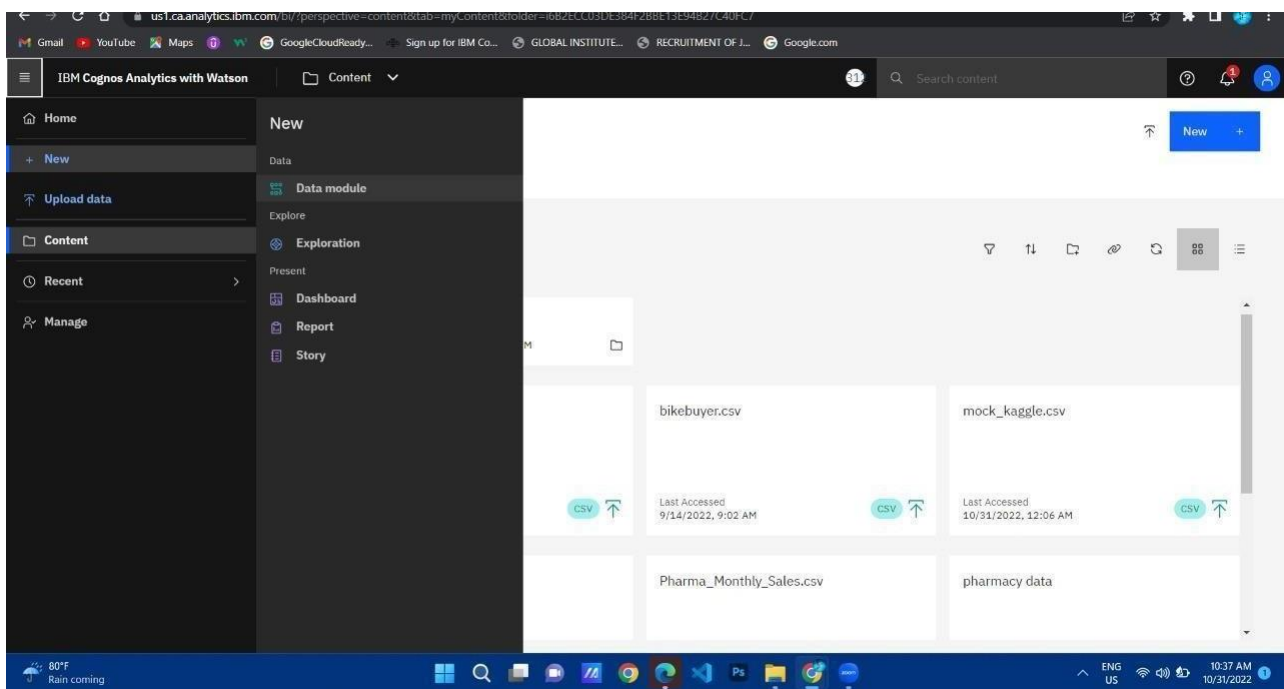 us1.ca.analytics.ibm.com/bi/?perspective=content&tab=myContent&folder=i6B2ECC03DE384F2BBE13E94B27C40FC7
Gmail YouTube Maps GoogleCloudReady... Sign up for IBM Co... GLOBAL INSTITUTE... RECRUITMENT OF J... Google.com
IBM Cognos Analytics with Watson Content Search content 1
Home
+ New
Upload data
Content
Recent
Manage
New
Data
Data module
Explore
Exploration
Present
Dashboard
Report
Story
New +
M
bikebuyer.csv
mock_kaggle.csv
CSV
Last Accessed
9/14/2022, 9:02 AM
CSV
Last Accessed
10/31/2022, 12:06 AM
CSV
Pharma_Monthly_Sales.csv
pharmacy data
80°F
Rain coming
Ps
zoom
ENG
US
10:37 AM
10/31/2022
1